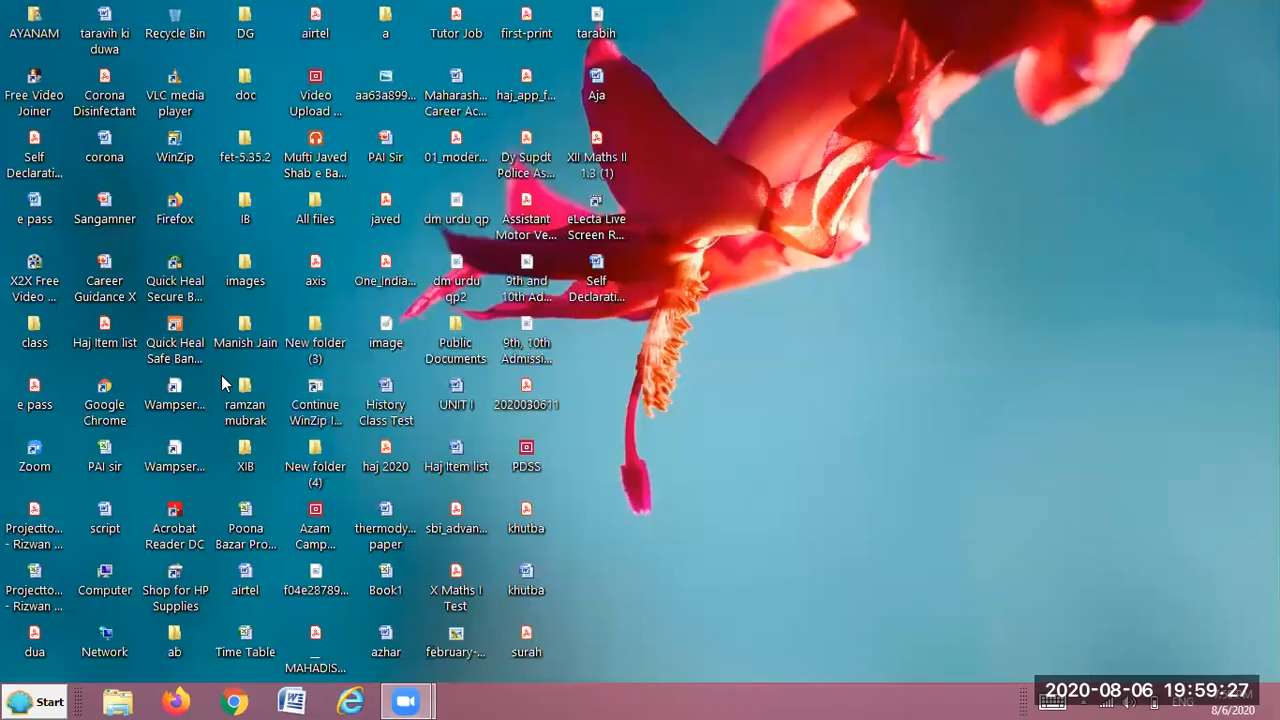 AYANAM
taravih ki
duwa
Recycle Bin
DG
airtel
a
Tutor Job
first-print
tarabih
Free Video
Joiner
Corona
Disinfectant
VLC media
player
doc
Video
Upload ...
aa63a899...
Maharash...
Career Ac...
haj_app_f...
Aja
Self
Declarati...
corona
WinZip
fet-5.35.2
Mufti Javed
Shab e Ba...
PAI Sir
01_moder...
Dy Supdt
Police As...
XII Maths II
1.3 (1)
e pass
Sangamner
Firefox
IB
All files
javed
dm urdu qp
Assistant
Motor Ve...
eLecta Live
Screen R...
X2X Free
Video ...
Career
Guidance X
Quick Heal
Secure B...
images
axis
One_India...
dm urdu
qp2
9th and
10th Ad...
Self
Declarati...
class
Haj Item list
Quick Heal
Safe Ban...
Manish Jain
New folder
(3)
image
Public
Documents
9th, 10th
Admissi...
e pass
Google
Chrome
Wampser...
ramzan
mubrak
Continue
WinZip I...
History
Class Test
UNIT I
2020030611
Zoom
PAI sir
Wampser...
XIB
New folder
(4)
haj 2020
Haj Item list
PDSS
Projectto...
- Rizwan ...
script
Acrobat
Reader DC
Poona
Bazar Pro...
Azam
Camp...
thermody...
paper
sbi_advan...
khutba
Projectto...
- Rizwan ...
Computer
Shop for HP
Supplies
airtel
f04e28789...
Book1
X Maths I
Test
khutba
dua
Network
ab
Time Table
__
MAHADIS...
azhar
february-...
surah
Start
2020-08-06 19:59:27
ENG
8/6/2020